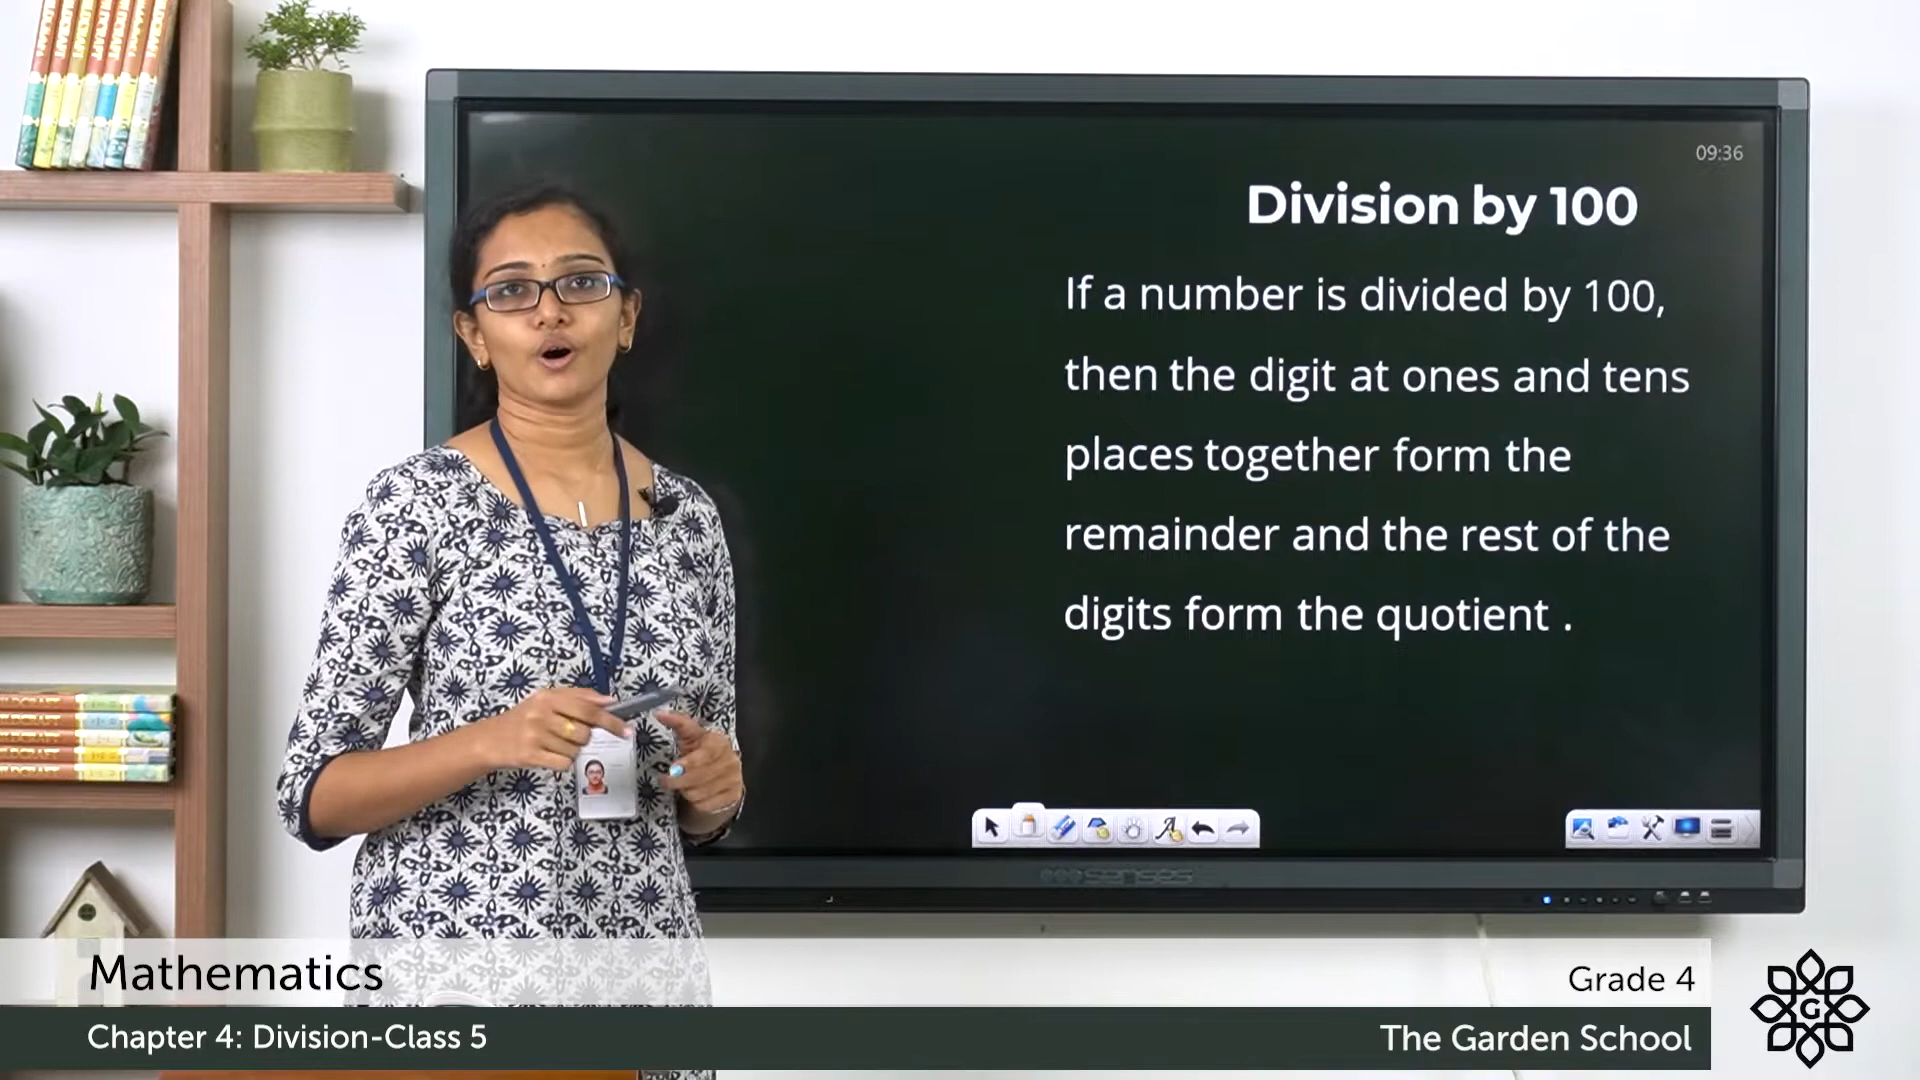 09:36
Division by 100
If a number is divided by 100,
then the digit at ones and tens
places together form the
remainder and the rest of the
digits form the quotient .
senses
Mathematics
Grade 4
Chapter 4: Division-Class 5
The Garden School
G